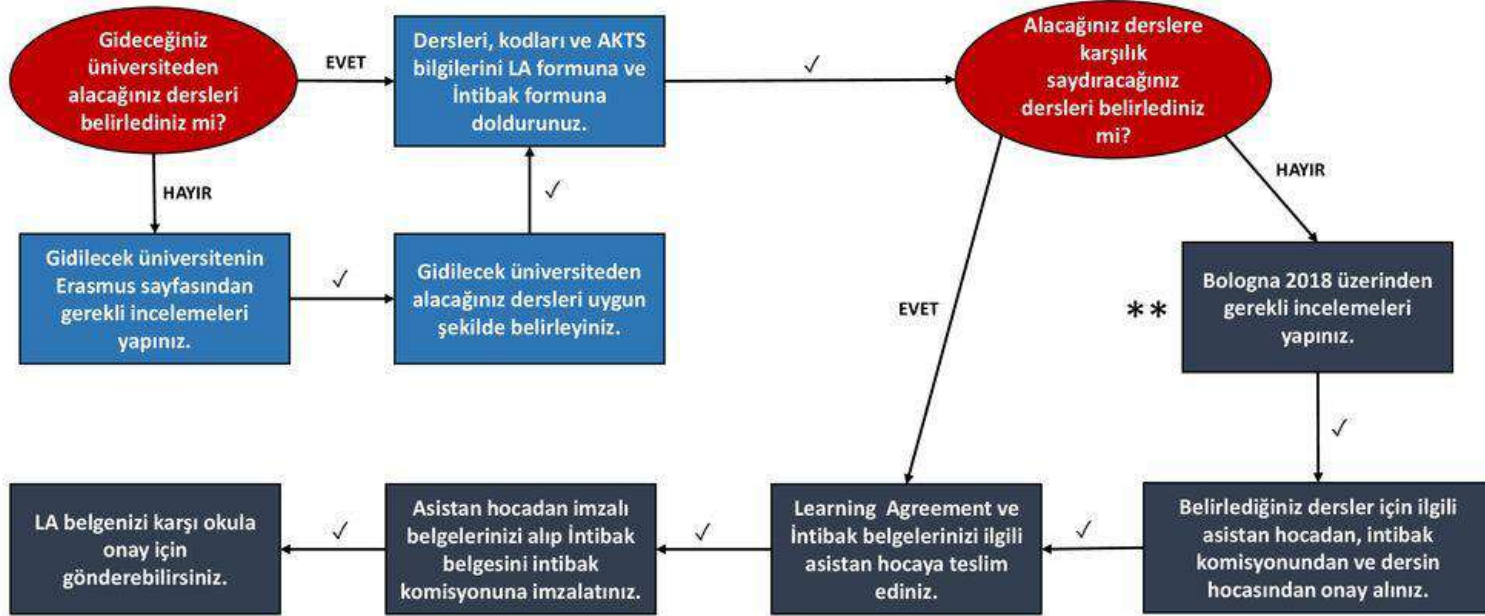 Gideceğiniz
üniversiteden
alacağınız dersleri
belirlediniz mi?
EVET
Dersleri, kodları ve AKTS
bilgilerini LA formuna ve
İntibak formuna
doldurunuz.
✓
Alacağınız derslere
karşılık
saydıracağınız
dersleri belirlediniz
mi?
HAYIR
✓
HAYIR
Gidilecek üniversitenin
Erasmus sayfasından
gerekli incelemeleri
yapınız.
✓
Gidilecek üniversiteden
alacağınız dersleri uygun
şekilde belirleyiniz.
EVET
**
Bologna 2018 üzerinden
gerekli incelemeleri
yapınız.
✓
LA belgenizi karşı okula
onay için
gönderebilirsiniz.
✓
Asistan hocadan imzalı
belgelerinizi alıp İntibak
belgesini intibak
komisyonuna imzalatınız.
✓
Learning Agreement ve
İntibak belgelerinizi ilgili
asistan hocaya teslim
ediniz.
✓
Belirlediğiniz dersler için ilgili
asistan hocadan, intibak
komisyonundan ve dersin
hocasından onay alınız.